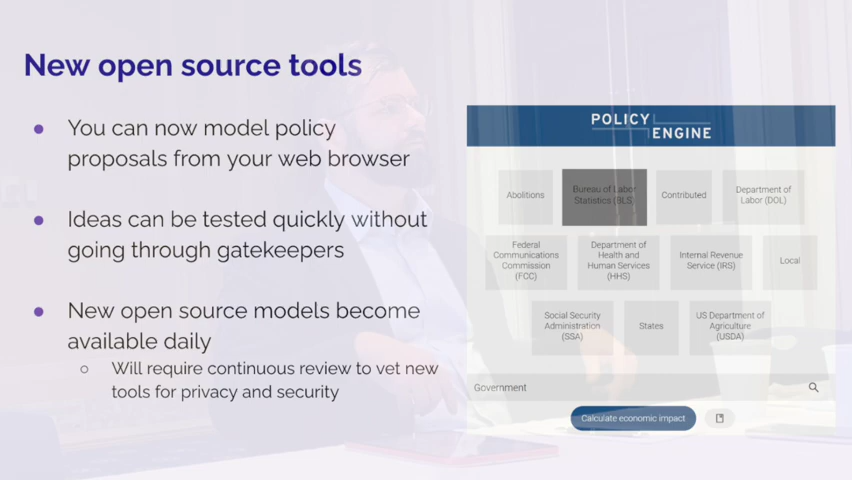 New open source tools
● You can now model policy
proposals from your web browser
● Ideas can be tested quickly without
going through gatekeepers
● New open source models become
available daily
○ Will require continuous review to vet new
tools for privacy and security
POLICY
ENGINE
Abolitions
Bureau of Labor
Statistics (BLS)
Contributed
Department of
Labor (DOL)
Federal
Communications
Commission
(FCC)
Department of
Health and
Human Services
(HHS)
Internal Revenue
Service (IRS)
Local
Social Security
Administration
(SSA)
States
US Department of
Agriculture
(USDA)
Government
Calculate economic impact